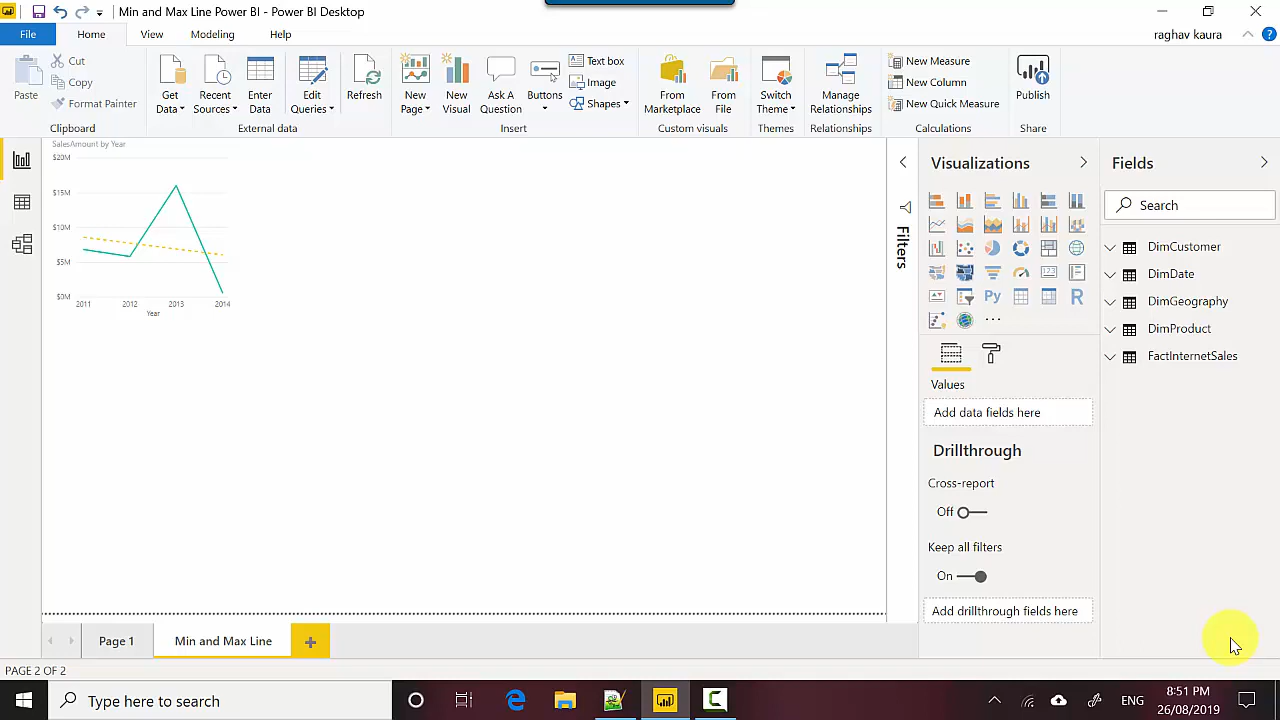 Min and Max Line Power BI - Power BI Desktop
File
Home
View
Modeling
Help
raghav kaura
Paste
Cut
Copy
Format Painter
Clipboard
Get
Data
Recent
Sources
Enter
Data
Edit
Queries
Refresh
External data
New
Page
New
Visual
Ask A
Question
Buttons
Text box
Image
Shapes
Insert
From
Marketplace
From
File
Custom visuals
Switch
Theme
Themes
Manage
Relationships
Relationships
New Measure
New Column
New Quick Measure
Calculations
Publish
Share
SalesAmount by Year
$20M
$15M
$10M
$5M
$0M
2011 2012 2013 2014
Year
Filters
Visualizations
123
Py
R
Values
Add data fields here
Drillthrough
Cross-report
Off
Keep all filters
On
Add drillthrough fields here
Fields
Search
DimCustomer
DimDate
DimGeography
DimProduct
FactInternetSales
Page 1
Min and Max Line
PAGE 2 OF 2
Type here to search
ENG
8:51 PM
26/08/2019